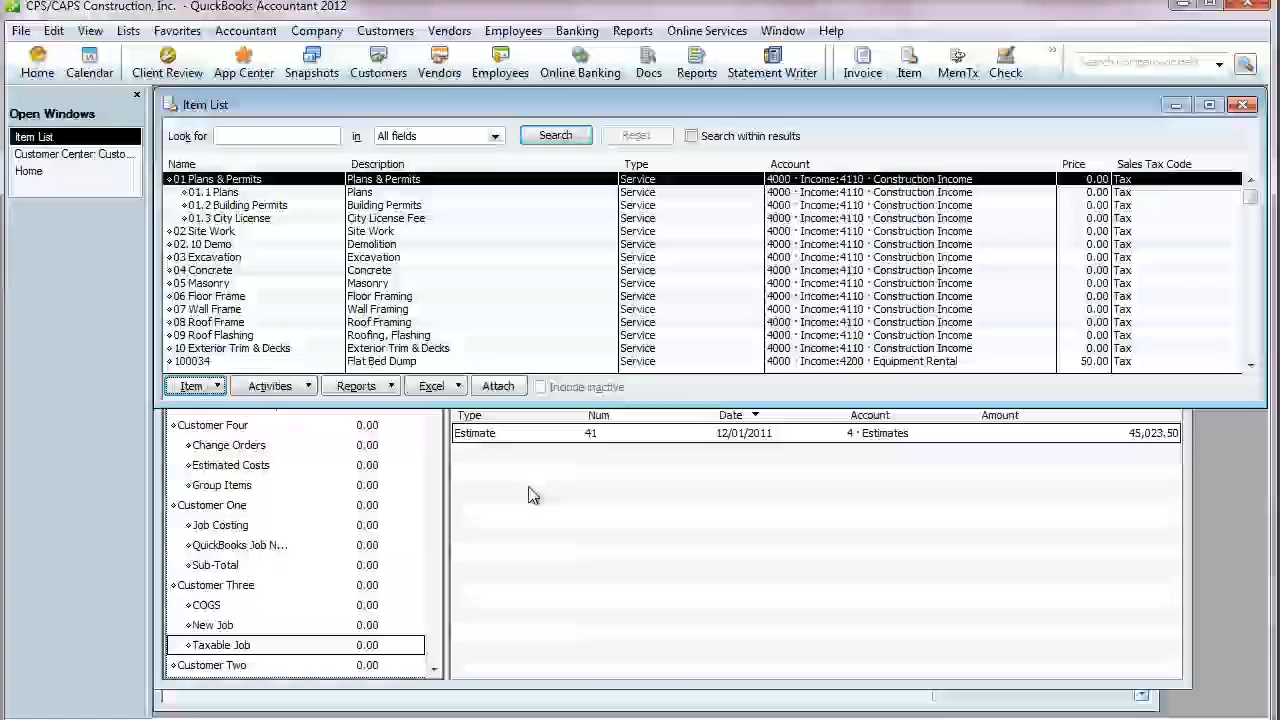 CPS/CAPS Construction, Inc. - QuickBooks Accountant 2012
File Edit View Lists Favorites Accountant Company Customers Vendors Employees Banking Reports Online Services Window Help
Home Calendar Client Review App Center Snapshots Customers Vendors Employees Online Banking Docs Reports Statement Writer Invoice Item MemTx Check »
Open Windows
Item List
Customer Center: Custo...
Home
Item List
Look for in All fields Search Reset Search within results
Name Description Type Account Price Sales Tax Code
01 Plans & Permits Plans & Permits Service 4000 · Income:4110 · Construction Income 0.00 Tax
01.1 Plans Plans Service 4000 · Income:4110 · Construction Income 0.00 Tax
01.2 Building Permits Building Permits Service 4000 · Income:4110 · Construction Income 0.00 Tax
01.3 City License City License Fee Service 4000 · Income:4110 · Construction Income 0.00 Tax
02 Site Work Site Work Service 4000 · Income:4110 · Construction Income 0.00 Tax
02.10 Demo Demolition Service 4000 · Income:4110 · Construction Income 0.00 Tax
03 Excavation Excavation Service 4000 · Income:4110 · Construction Income 0.00 Tax
04 Concrete Concrete Service 4000 · Income:4110 · Construction Income 0.00 Tax
05 Masonry Masonry Service 4000 · Income:4110 · Construction Income 0.00 Tax
06 Floor Frame Floor Framing Service 4000 · Income:4110 · Construction Income 0.00 Tax
07 Wall Frame Wall Framing Service 4000 · Income:4110 · Construction Income 0.00 Tax
08 Roof Frame Roof Framing Service 4000 · Income:4110 · Construction Income 0.00 Tax
09 Roof Flashing Roofing, Flashing Service 4000 · Income:4110 · Construction Income 0.00 Tax
10 Exterior Trim & Decks Exterior Trim & Decks Service 4000 · Income:4110 · Construction Income 0.00 Tax
100034 Flat Bed Dump Service 4000 · Income:4200 · Equipment Rental 50.00 Tax
Item Activities Reports Excel Attach Include inactive
Type Num Date Account Amount
Estimate 41 12/01/2011 4 · Estimates 45,023.50
Customer Four 0.00
Change Orders 0.00
Estimated Costs 0.00
Group Items 0.00
Customer One 0.00
Job Costing 0.00
QuickBooks Job N... 0.00
Sub-Total 0.00
Customer Three 0.00
COGS 0.00
New Job 0.00
Taxable Job 0.00
Customer Two 0.00